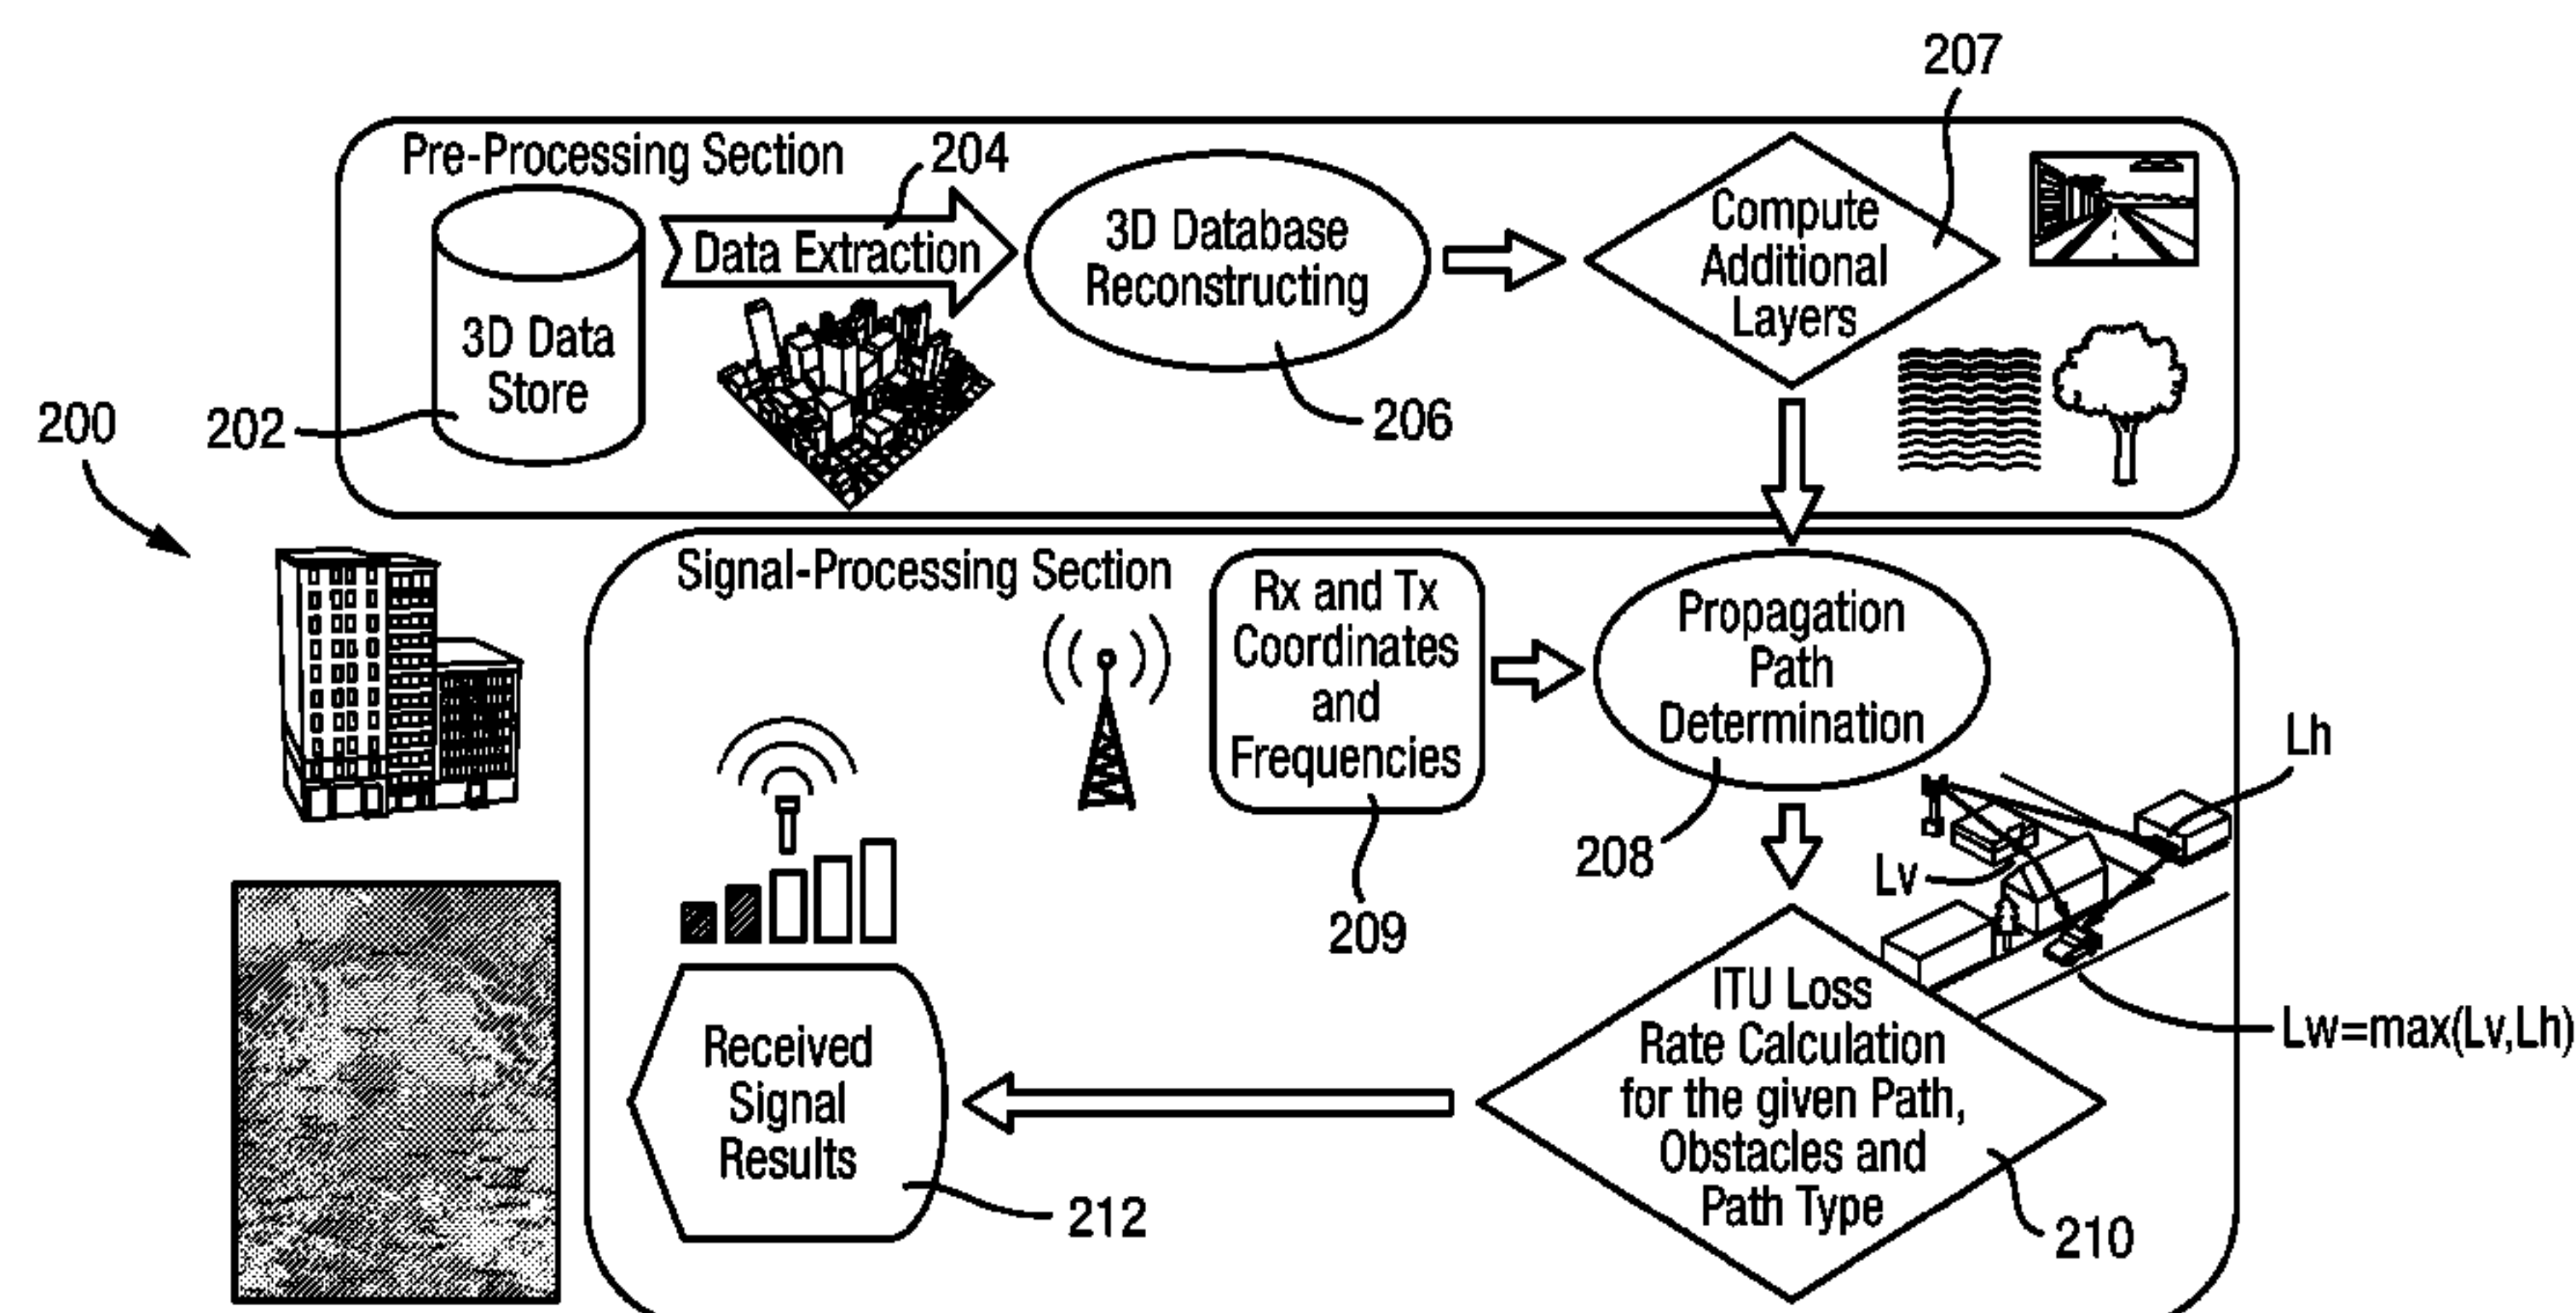 207
Pre-Processing Section
204
Data Extraction
3D Data
Store
3D Database
Reconstructing
Compute
Additional
Layers
200
202
206
Signal-Processing Section
Rx and Tx
Coordinates
and
Frequencies
Propagation
Path
Determination
Lh
208
Lv
209
Received
Signal
Results
ITU Loss
Rate Calculation
for the given Path,
Obstacles and
Path Type
Lw=max(Lv,Lh)
212
210